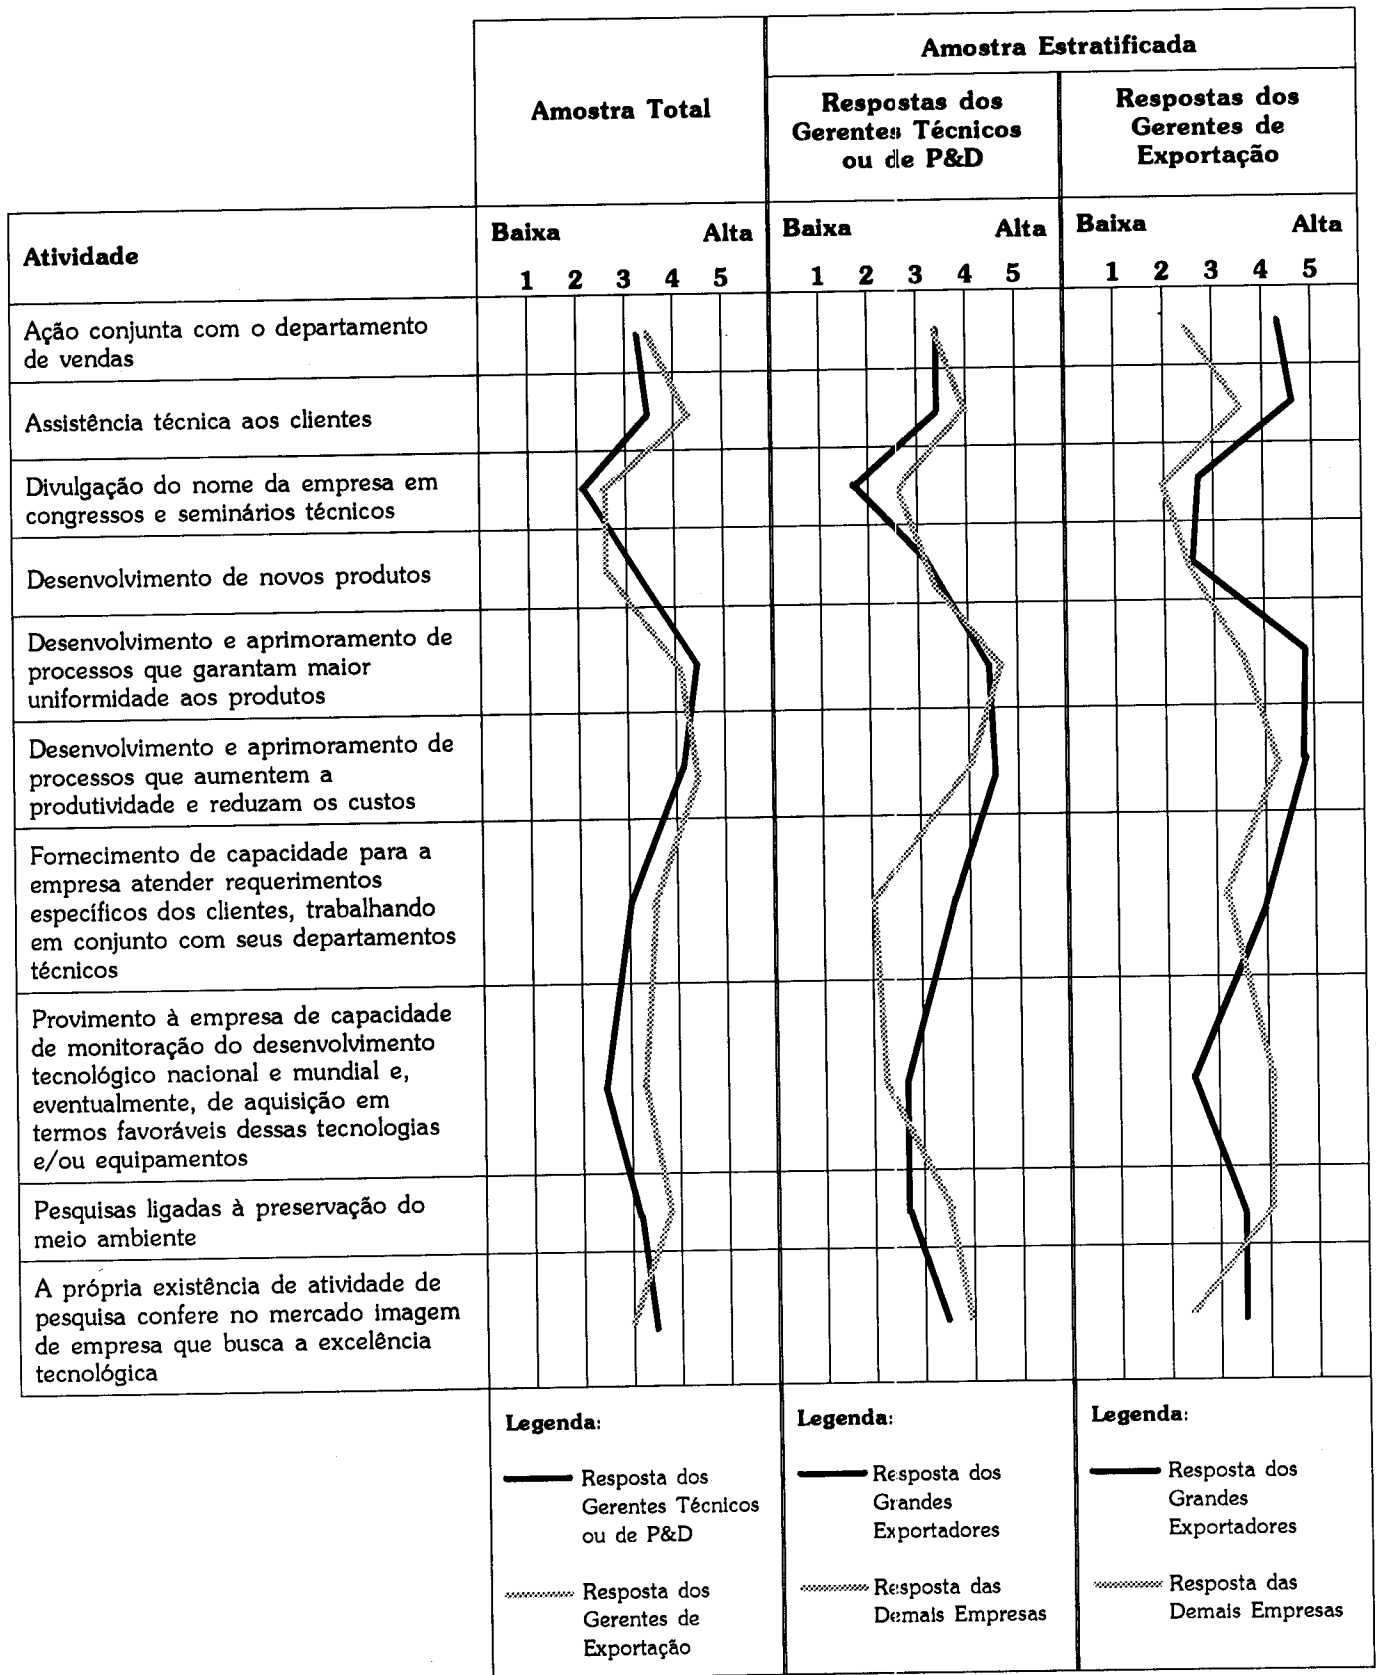 Amostra Total
Amostra Estratificada
Respostas dos
Gerentes Técnicos
ou de P&D
Respostas dos
Gerentes de
Exportação
Atividade
Baixa Alta
1 2 3 4 5
Baixa Alta
1 2 3 4 5
Baixa Alta
1 2 3 4 5
Ação conjunta com o departamento
de vendas
Assistência técnica aos clientes
Divulgação do nome da empresa em
congressos e seminários técnicos
Desenvolvimento de novos produtos
Desenvolvimento e aprimoramento de
processos que garantam maior
uniformidade aos produtos
Desenvolvimento e aprimoramento de
processos que aumentem a
produtividade e reduzam os custos
Fornecimento de capacidade para a
empresa atender requerimentos
específicos dos clientes, trabalhando
em conjunto com seus departamentos
técnicos
Provimento à empresa de capacidade
de monitoração do desenvolvimento
tecnológico nacional e mundial e,
eventualmente, de aquisição em
termos favoráveis dessas tecnologias
e/ou equipamentos
Pesquisas ligadas à preservação do
meio ambiente
A própria existência de atividade de
pesquisa confere no mercado imagem
de empresa que busca a excelência
tecnológica
Legenda:
Resposta dos
Gerentes Técnicos
ou de P&D
Resposta dos
Gerentes de
Exportação
Legenda:
Resposta dos
Grandes
Exportadores
Resposta das
Demais Empresas
Legenda:
Resposta dos
Grandes
Exportadores
Resposta das
Demais Empresas